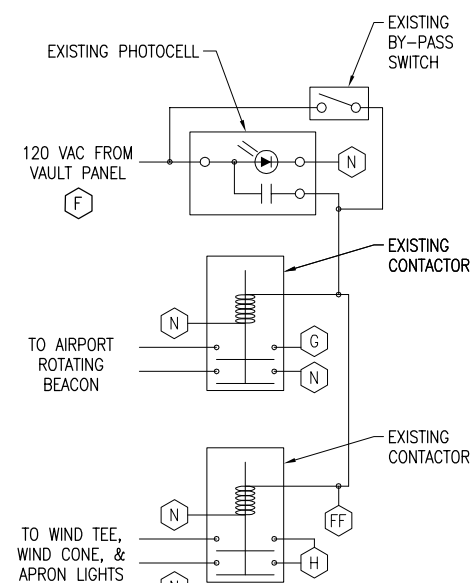 EXISTING
BY-PASS
SWITCH
EXISTING PHOTOCELL
120 VAC FROM
VAULT PANEL
F
N
EXISTING
CONTACTOR
N
G
N
TO AIRPORT
ROTATING
BEACON
EXISTING
CONTACTOR
N
FF
TO WIND TEE,
WIND CONE, &
APRON LIGHTS
H
N